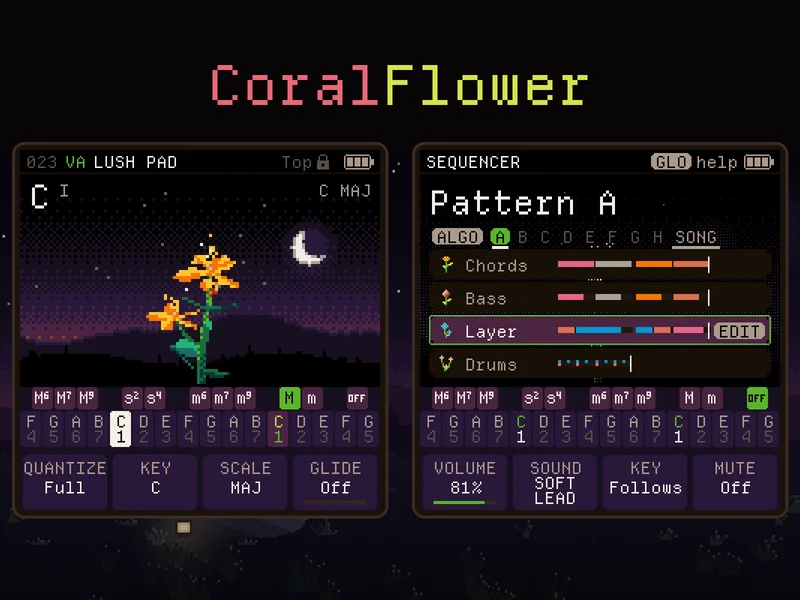 CoralFlower
023 VA LUSH PAD Top
C I C MAJ
M6 M7 M9 s2 s4 m6 m7 m9 M m OFF
F G A B C D E F G A B C D E F G
4 5 6 7 1 2 3 4 5 6 7 1 2 3 4 5
QUANTIZE KEY SCALE GLIDE
Full C MAJ Off
SEQUENCER GLO help
Pattern A
ALGO A B C D E F G H SONG
Chords
Bass
Layer EDIT
Drums
M6 M7 M9 s2 s4 m6 m7 m9 M m OFF
F G A B C D E F G A B C D E F G
4 5 6 7 1 2 3 4 5 6 7 1 2 3 4 5
VOLUME SOUND KEY MUTE
81% SOFT LEAD Follows Off